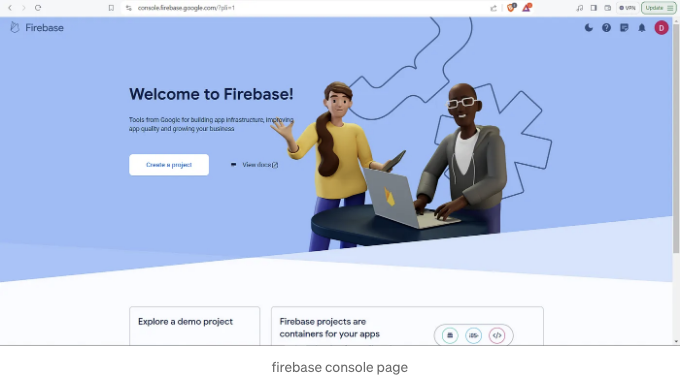 console.firebase.google.com/?pli=1
VPN
Update
Firebase
D
Welcome to Firebase!
Tools from Google for building app infrastructure, improving
app quality and growing your business
Create a project
View docs
Explore a demo project
Firebase projects are
containers for your apps
iOS+
</>
firebase console page